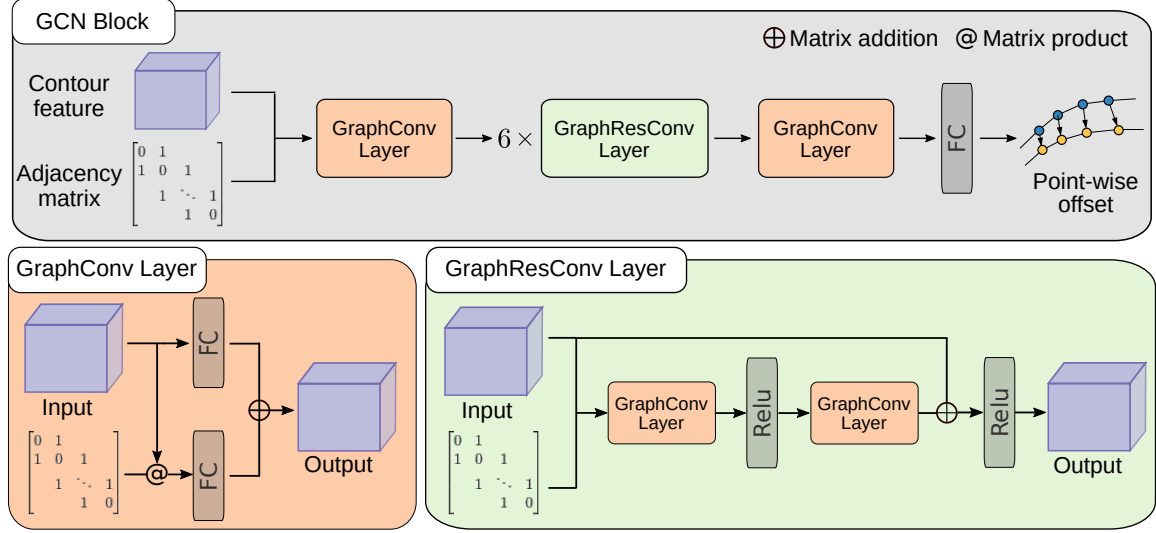 GCN Block
⊕ Matrix addition @ Matrix product
Contour
feature
Adjacency
matrix
0 1
1 0 1
1 ⋱ 1
1 0
GraphConv
Layer
6 ×
GraphResConv
Layer
GraphConv
Layer
FC
Point-wise
offset
GraphConv Layer
Input
0 1
1 0 1
1 ⋱ 1
1 0
@
FC
FC
Output
GraphResConv Layer
Input
0 1
1 0 1
1 ⋱ 1
1 0
GraphConv
Layer
Relu
GraphConv
Layer
Relu
Output